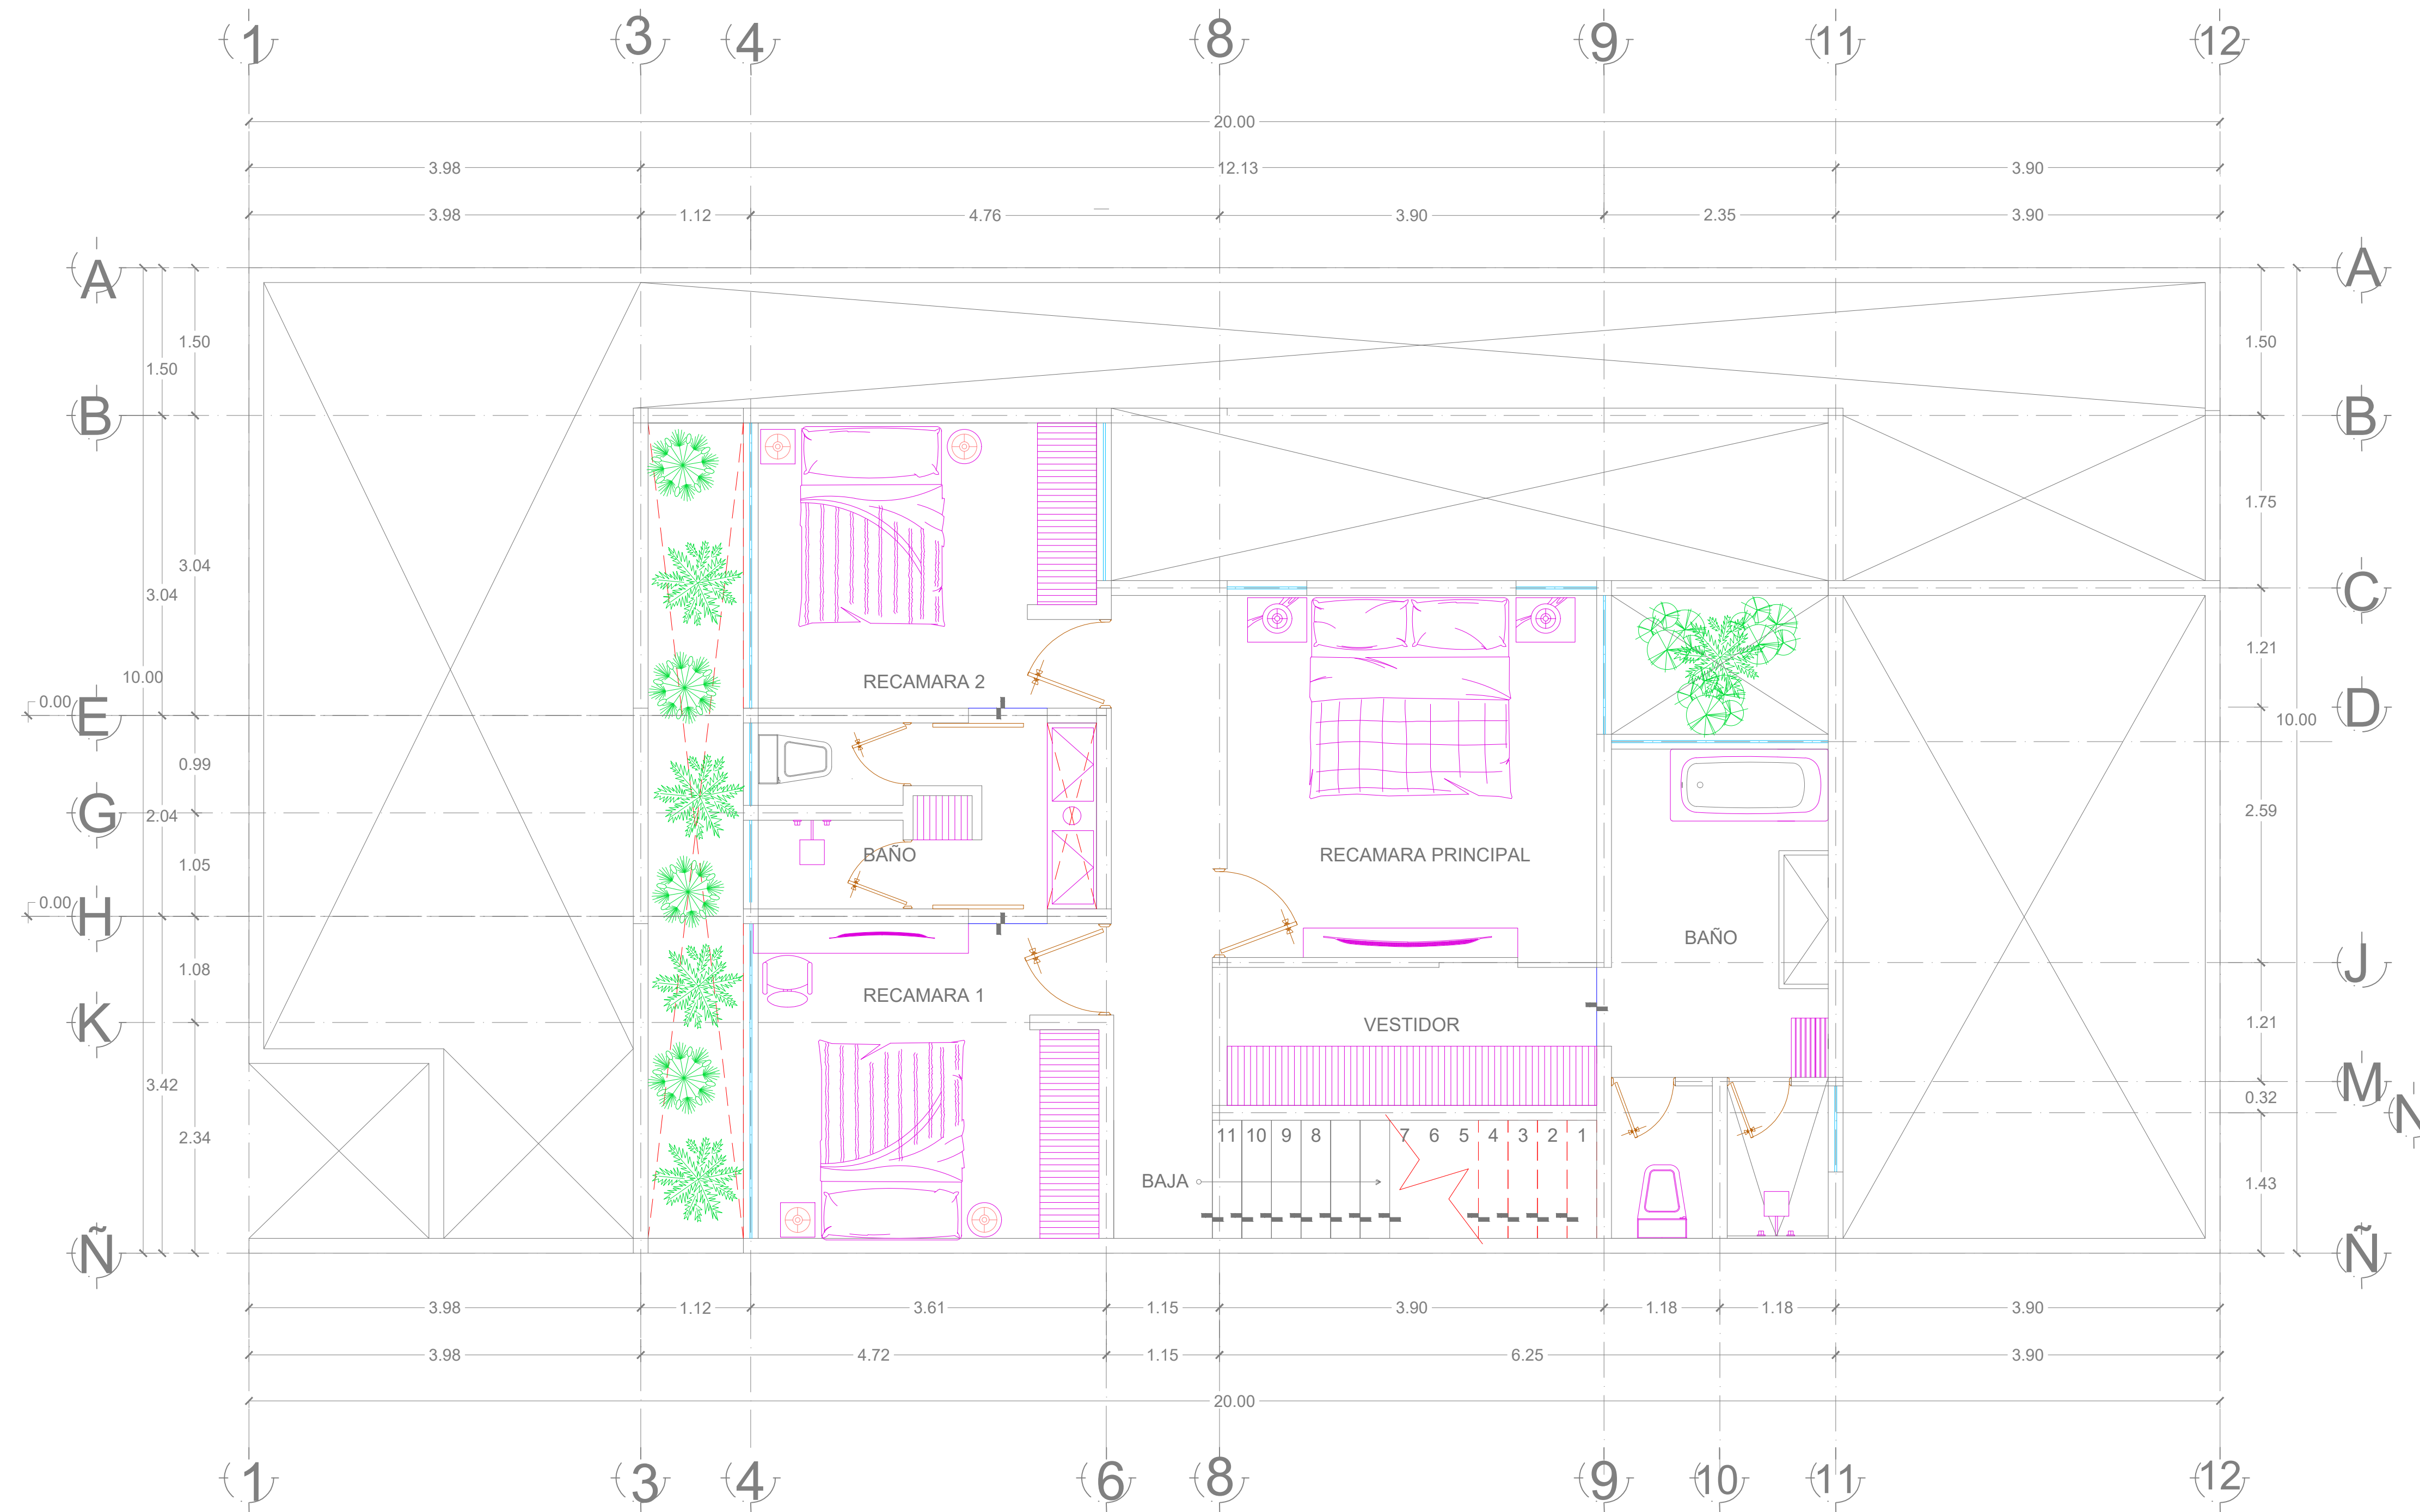 1 3 4 8 9 11 12
20.00
3.98 12.13 3.90
3.98 1.12 4.76 3.90 2.35 3.90
A A
1.50 1.50
1.50
B B
1.75
3.04
3.04
C C
1.21
RECAMARA 2
10.00
0.00 E D
10.00
0.99
2.59
G
2.04
BAÑO RECAMARA PRINCIPAL
1.05
0.00 H
BAÑO
J
1.08
RECAMARA 1
K VESTIDOR
1.21
3.42
M
0.32
N
2.34
11 10 9 8 7 6 5 4 3 2 1
BAJA
1.43
Ñ Ñ
3.98 1.12 3.61 1.15 3.90 1.18 1.18 3.90
3.98 4.72 1.15 6.25 3.90
20.00
1 3 4 6 8 9 10 11 12